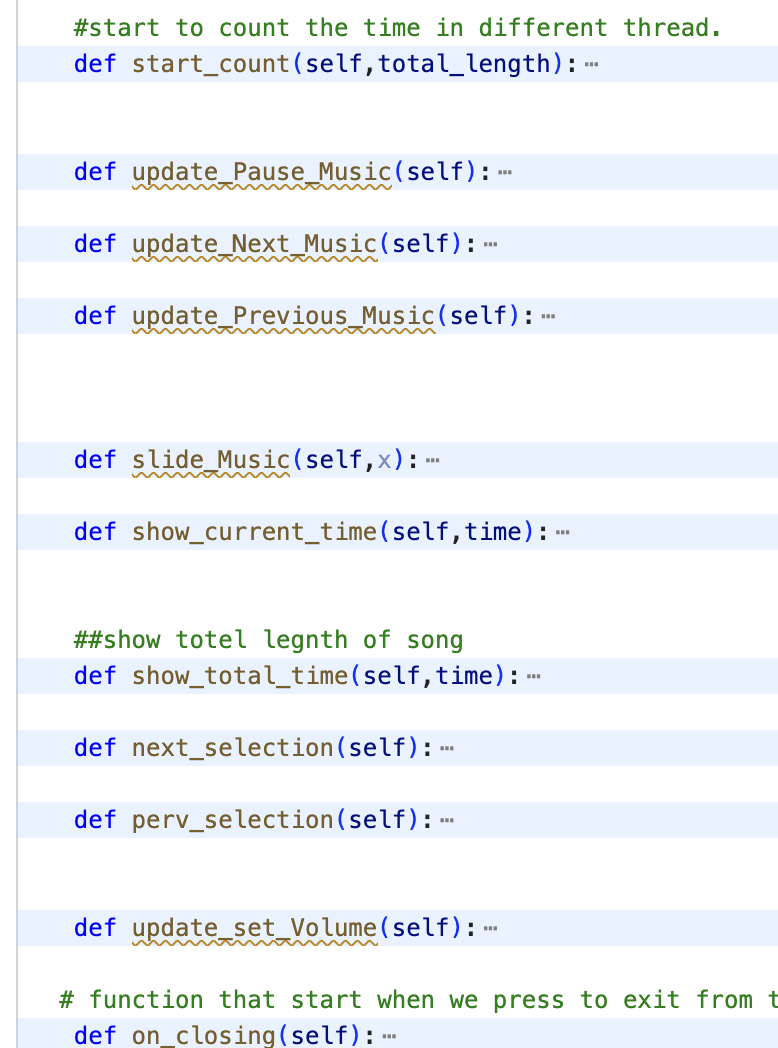 #start to count the time in different thread.
def start_count(self,total_length):⋯
def update_Pause_Music(self):⋯
def update_Next_Music(self):⋯
def update_Previous_Music(self):⋯
def slide_Music(self,x):⋯
def show_current_time(self,time):⋯
##show totel legnth of song
def show_total_time(self,time):⋯
def next_selection(self):⋯
def perv_selection(self):⋯
def update_set_Volume(self):⋯
# function that start when we press to exit from t
def on_closing(self):⋯